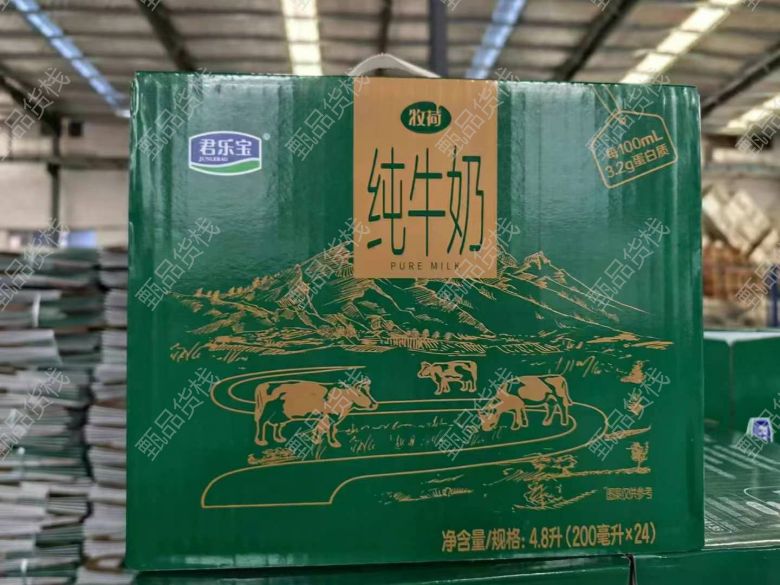 牧荷
君乐宝
JUNLEBAO
纯牛奶
PURE MILK
每100mL
3.2g蛋白质
图案仅供参考
净含量/规格: 4.8升(200毫升×24)
甄品货栈